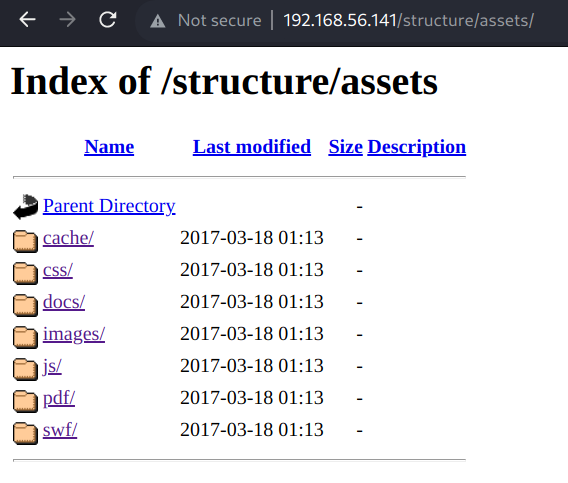 Not secure 192.168.56.141/structure/assets/
Index of /structure/assets
Name Last modified Size Description
Parent Directory -
cache/ 2017-03-18 01:13 -
css/ 2017-03-18 01:13 -
docs/ 2017-03-18 01:13 -
images/ 2017-03-18 01:13 -
js/ 2017-03-18 01:13 -
pdf/ 2017-03-18 01:13 -
swf/ 2017-03-18 01:13 -